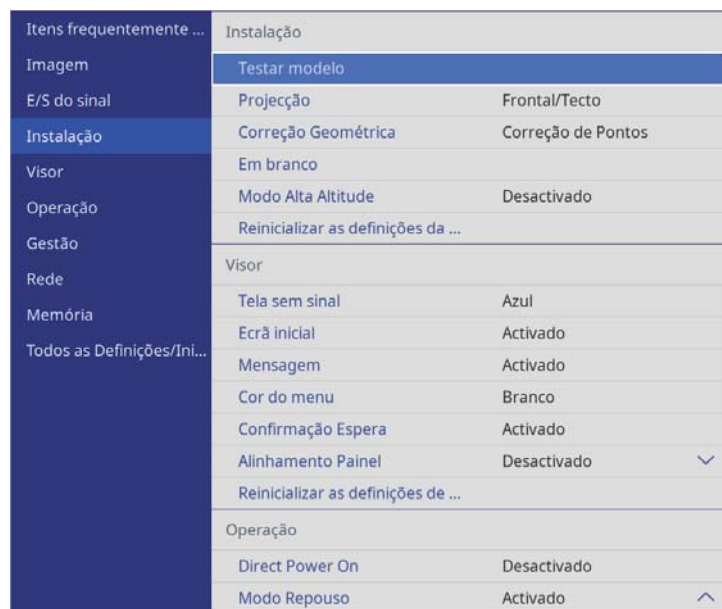 Itens frequentemente ...
Imagem
E/S do sinal
Instalação
Visor
Operação
Gestão
Rede
Memória
Todos as Definições/Ini...
Instalação
Testar modelo
Projecção Frontal/Tecto
Correção Geométrica Correção de Pontos
Em branco
Modo Alta Altitude Desactivado
Reinicializar as definições da ...
Visor
Tela sem sinal Azul
Ecrã inicial Activado
Mensagem Activado
Cor do menu Branco
Confirmação Espera Activado
Alinhamento Painel Desactivado
Reinicializar as definições de ...
Operação
Direct Power On Desactivado
Modo Repouso Activado